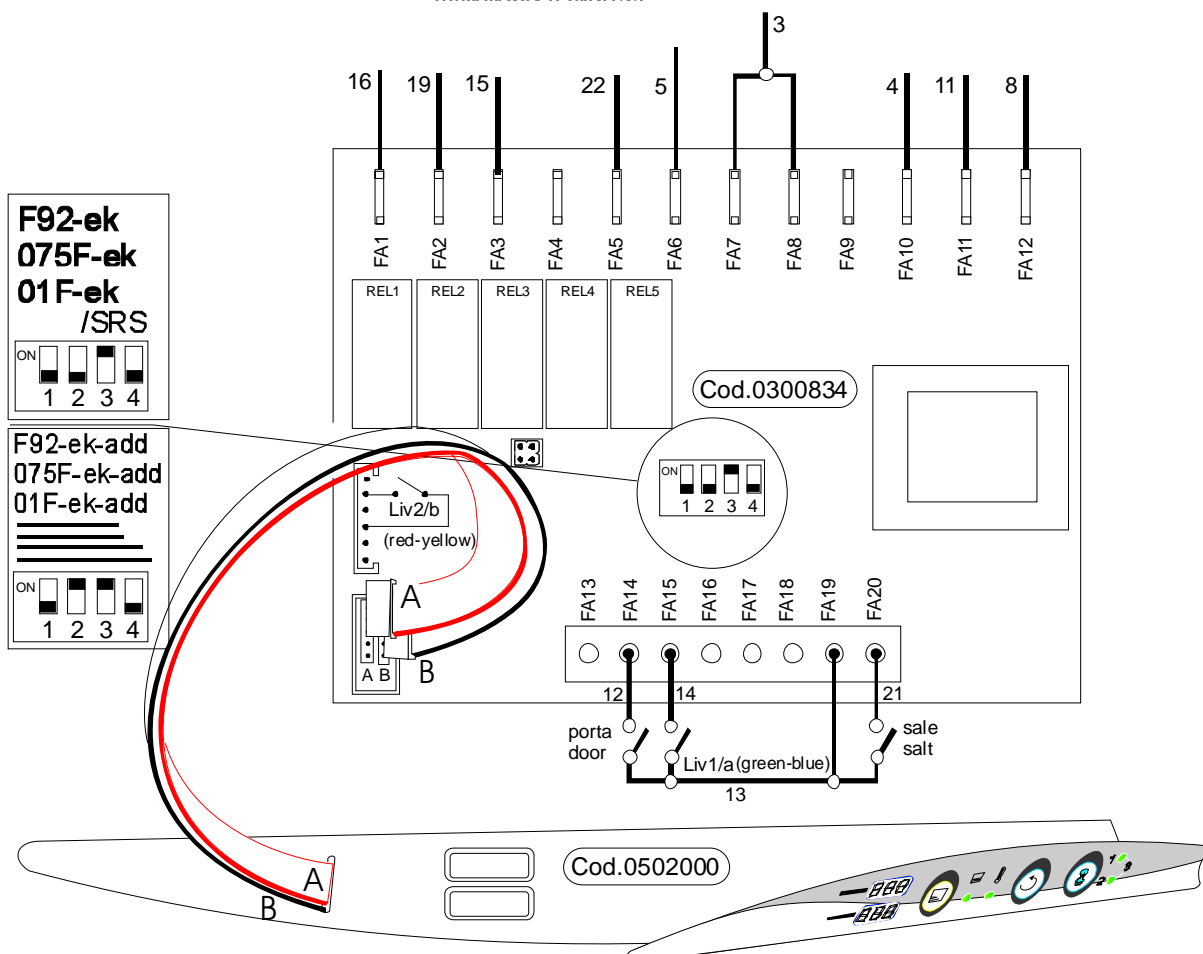 3
16
19
15
22
5
4
11
8
FA1
FA2
FA3
FA4
FA5
FA6
FA7
FA8
FA9
FA10
FA11
FA12
F92-ek
075F-ek
01F-ek
/SRS
ON
1 2 3 4
REL1
REL2
REL3
REL4
REL5
Cod.0300834
F92-ek-add
075F-ek-add
01F-ek-add
ON
1 2 3 4
ON
1 2 3 4
Liv2/b
(red-yellow)
A
B
A B
FA13
FA14
FA15
FA16
FA17
FA18
FA19
FA20
12
14
21
porta
door
Liv1/a (green-blue)
sale
salt
13
Cod.0502000
A
B
1
2
3